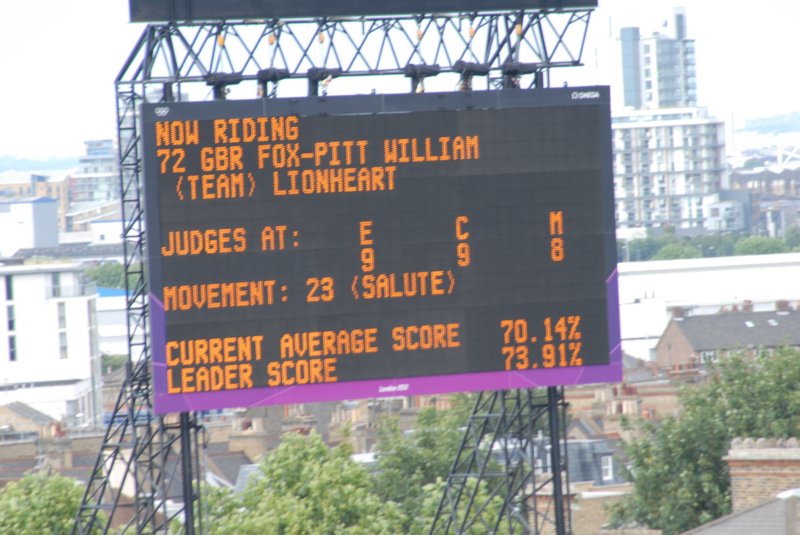 OMEGA
NOW RIDING
72 GBR FOX-PITT WILLIAM
(TEAM) LIONHEART
JUDGES AT: E C M
9 9 8
MOVEMENT: 23 (SALUTE)
CURRENT AVERAGE SCORE 70.14%
LEADER SCORE 73.91%
London 2012